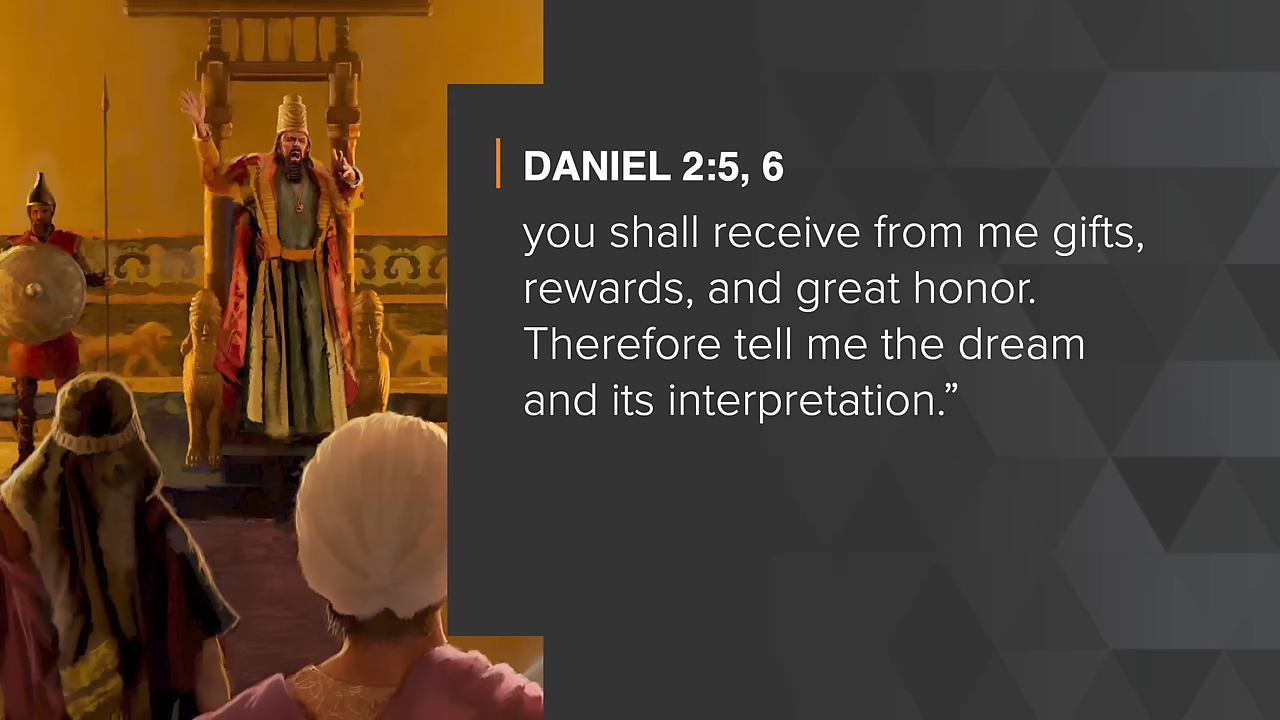 DANIEL 2:5, 6
you shall receive from me gifts,
rewards, and great honor.
Therefore tell me the dream
and its interpretation.”